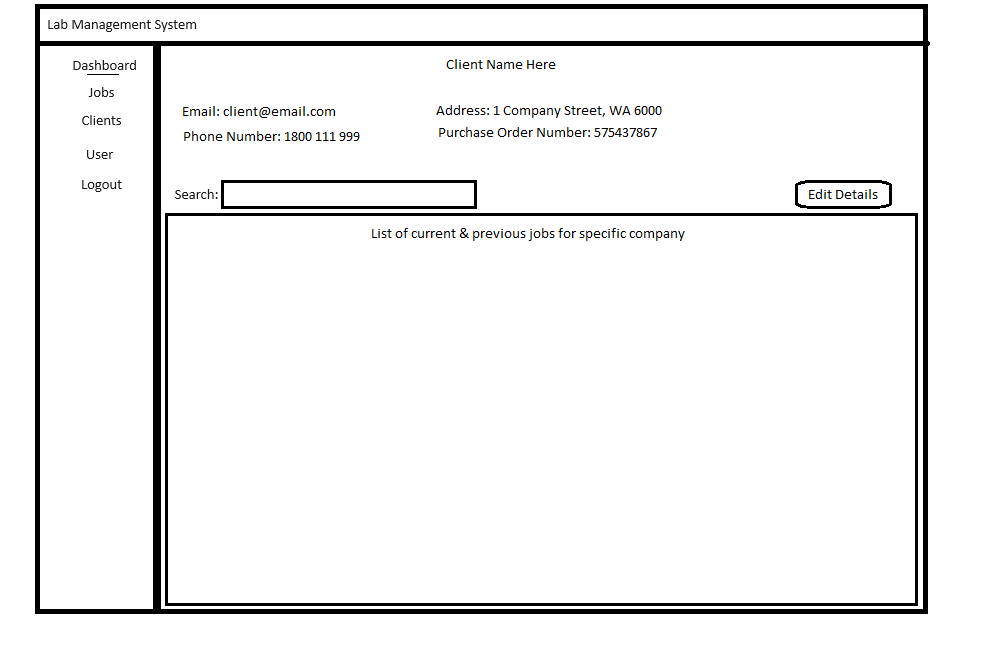 Lab Management System
Dashboard
Jobs
Clients
User
Logout
Client Name Here
Email: client@email.com
Address: 1 Company Street, WA 6000
Phone Number: 1800 111 999
Purchase Order Number: 575437867
Search:
Edit Details
List of current & previous jobs for specific company